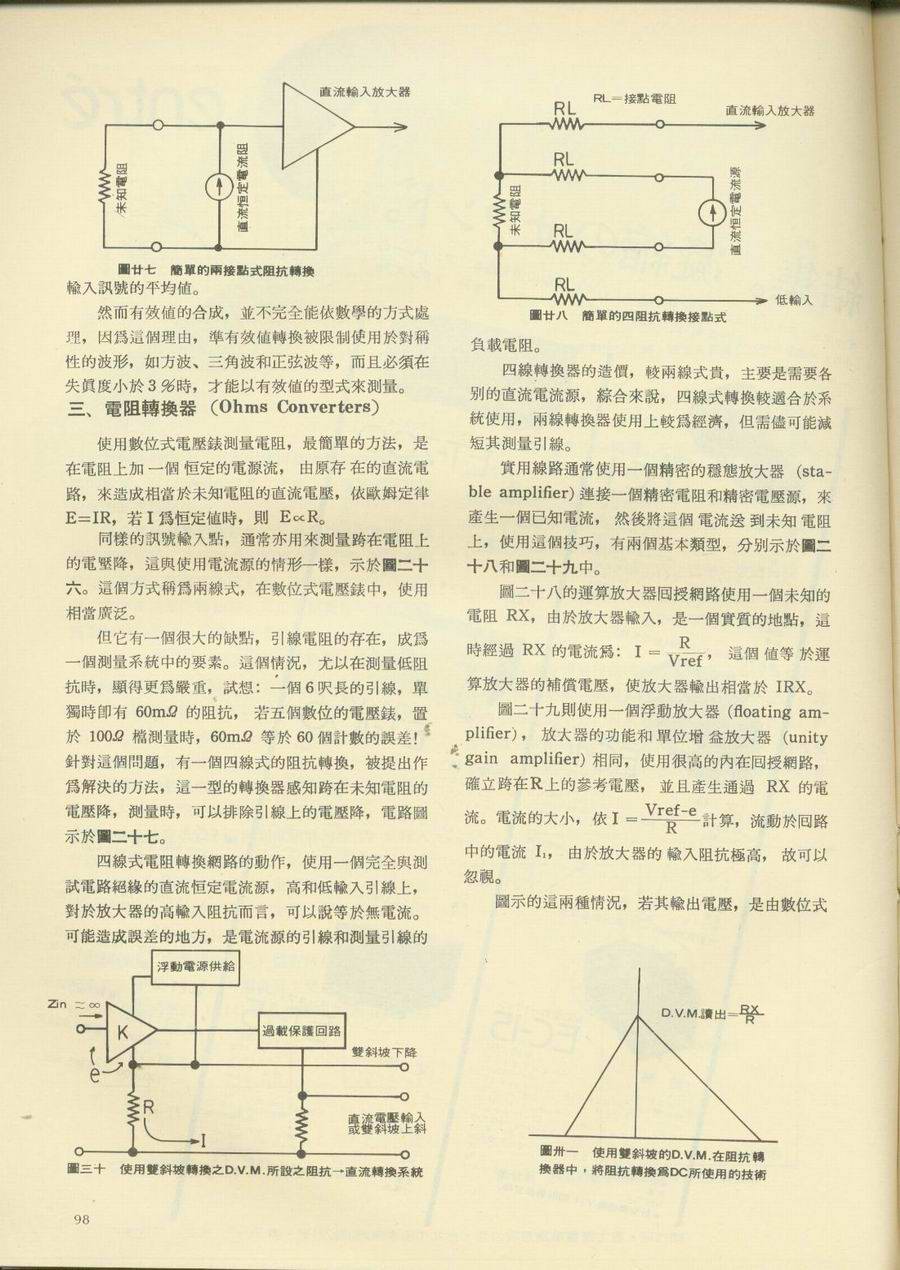 直流輸入放大器
未知電阻
直流恒定電流阻
圖廿七 簡單的兩接點式阻抗轉換
輸入訊號的平均値。
然而有效値的合成，並不完全能依數學的方式處
理，因爲這個理由，準有效値轉換被限制使用於對稱
性的波形，如方波、三角波和正弦波等，而且必須在
失眞度小於3％時，才能以有效値的型式來測量。
三、電阻轉換器 （Ohms Converters）
使用數位式電壓錶測量電阻，最簡單的方法，是
在電阻上加一個恒定的電源流，由原存在的直流電
路，來造成相當於未知電阻的直流電壓，依歐姆定律
E=IR，若I爲恒定値時，則 E∝R。
同樣的訊號輸入點，通常亦用來測量跨在電阻上
的電壓降，這與使用電流源的情形一樣，示於圖二十
六。這個方式稱爲兩線式，在數位式電壓錶中，使用
相當廣泛。
但它有一個很大的缺點，引線電阻的存在，成爲
一個測量系統中的要素。這個情況，尤以在測量低阻
抗時，顯得更爲嚴重，試想：一個6呎長的引線，單
獨時卽有 60mΩ 的阻抗，若五個數位的電壓錶，置
於 100Ω 檔測量時，60mΩ 等於 60 個計數的誤差！
針對這個問題，有一個四線式的阻抗轉換，被提出作
爲解決的方法，這一型的轉換器感知跨在未知電阻的
電壓降，測量時，可以排除引線上的電壓降，電路圖
示於圖二十七。
四線式電阻轉換網路的動作，使用一個完全與測
試電路絕緣的直流恒定電流源，高和低輸入引線上，
對於放大器的高輸入阻抗而言，可以說等於無電流。
可能造成誤差的地方，是電流源的引線和測量引線的
浮動電源供給
Zin ≃∞
K
e
過載保護回路
雙斜坡下降
R
I
直流電壓輸入
或雙斜坡上斜
圖三十 使用雙斜坡轉換之D.V.M.所設之阻抗→直流轉換系統
98
RL=接點電阻
RL
直流輸入放大器
RL
未知電阻
直流恒定電流源
RL
RL
低輸入
圖廿八 簡單的四阻抗轉換接點式
負載電阻。
四線轉換器的造價，較兩線式貴，主要是需要各
別的直流電流源，綜合來說，四線式轉換較適合於系
統使用，兩線轉換器使用上較爲經濟，但需儘可能減
短其測量引線。
實用線路通常使用一個精密的穩態放大器 (sta-
ble amplifier) 連接一個精密電阻和精密電壓源，來
產生一個已知電流，然後將這個電流送到未知電阻
上，使用這個技巧，有兩個基本類型，分別示於圖二
十八和圖二十九中。
圖二十八的運算放大器回授網路使用一個未知的
電阻 RX，由於放大器輸入，是一個實質的地點，這
時經過 RX 的電流爲：I = R/Vref，這個値等於運
算放大器的補償電壓，使放大器輸出相當於 IRX。
圖二十九則使用一個浮動放大器 (floating am-
plifier)，放大器的功能和單位增益放大器 (unity
gain amplifier) 相同，使用很高的內在回授網路，
確立跨在R上的參考電壓，並且產生通過 RX 的電
流。電流的大小，依 I = Vref-e/R 計算，流動於回路
中的電流 I₁，由於放大器的輸入阻抗極高，故可以
忽視。
圖示的這兩種情況，若其輸出電壓，是由數位式
D.V.M.讀出=RX/R
圖卅一 使用雙斜坡的D.V.M.在阻抗轉
換器中，將阻抗轉換爲DC所使用的技術